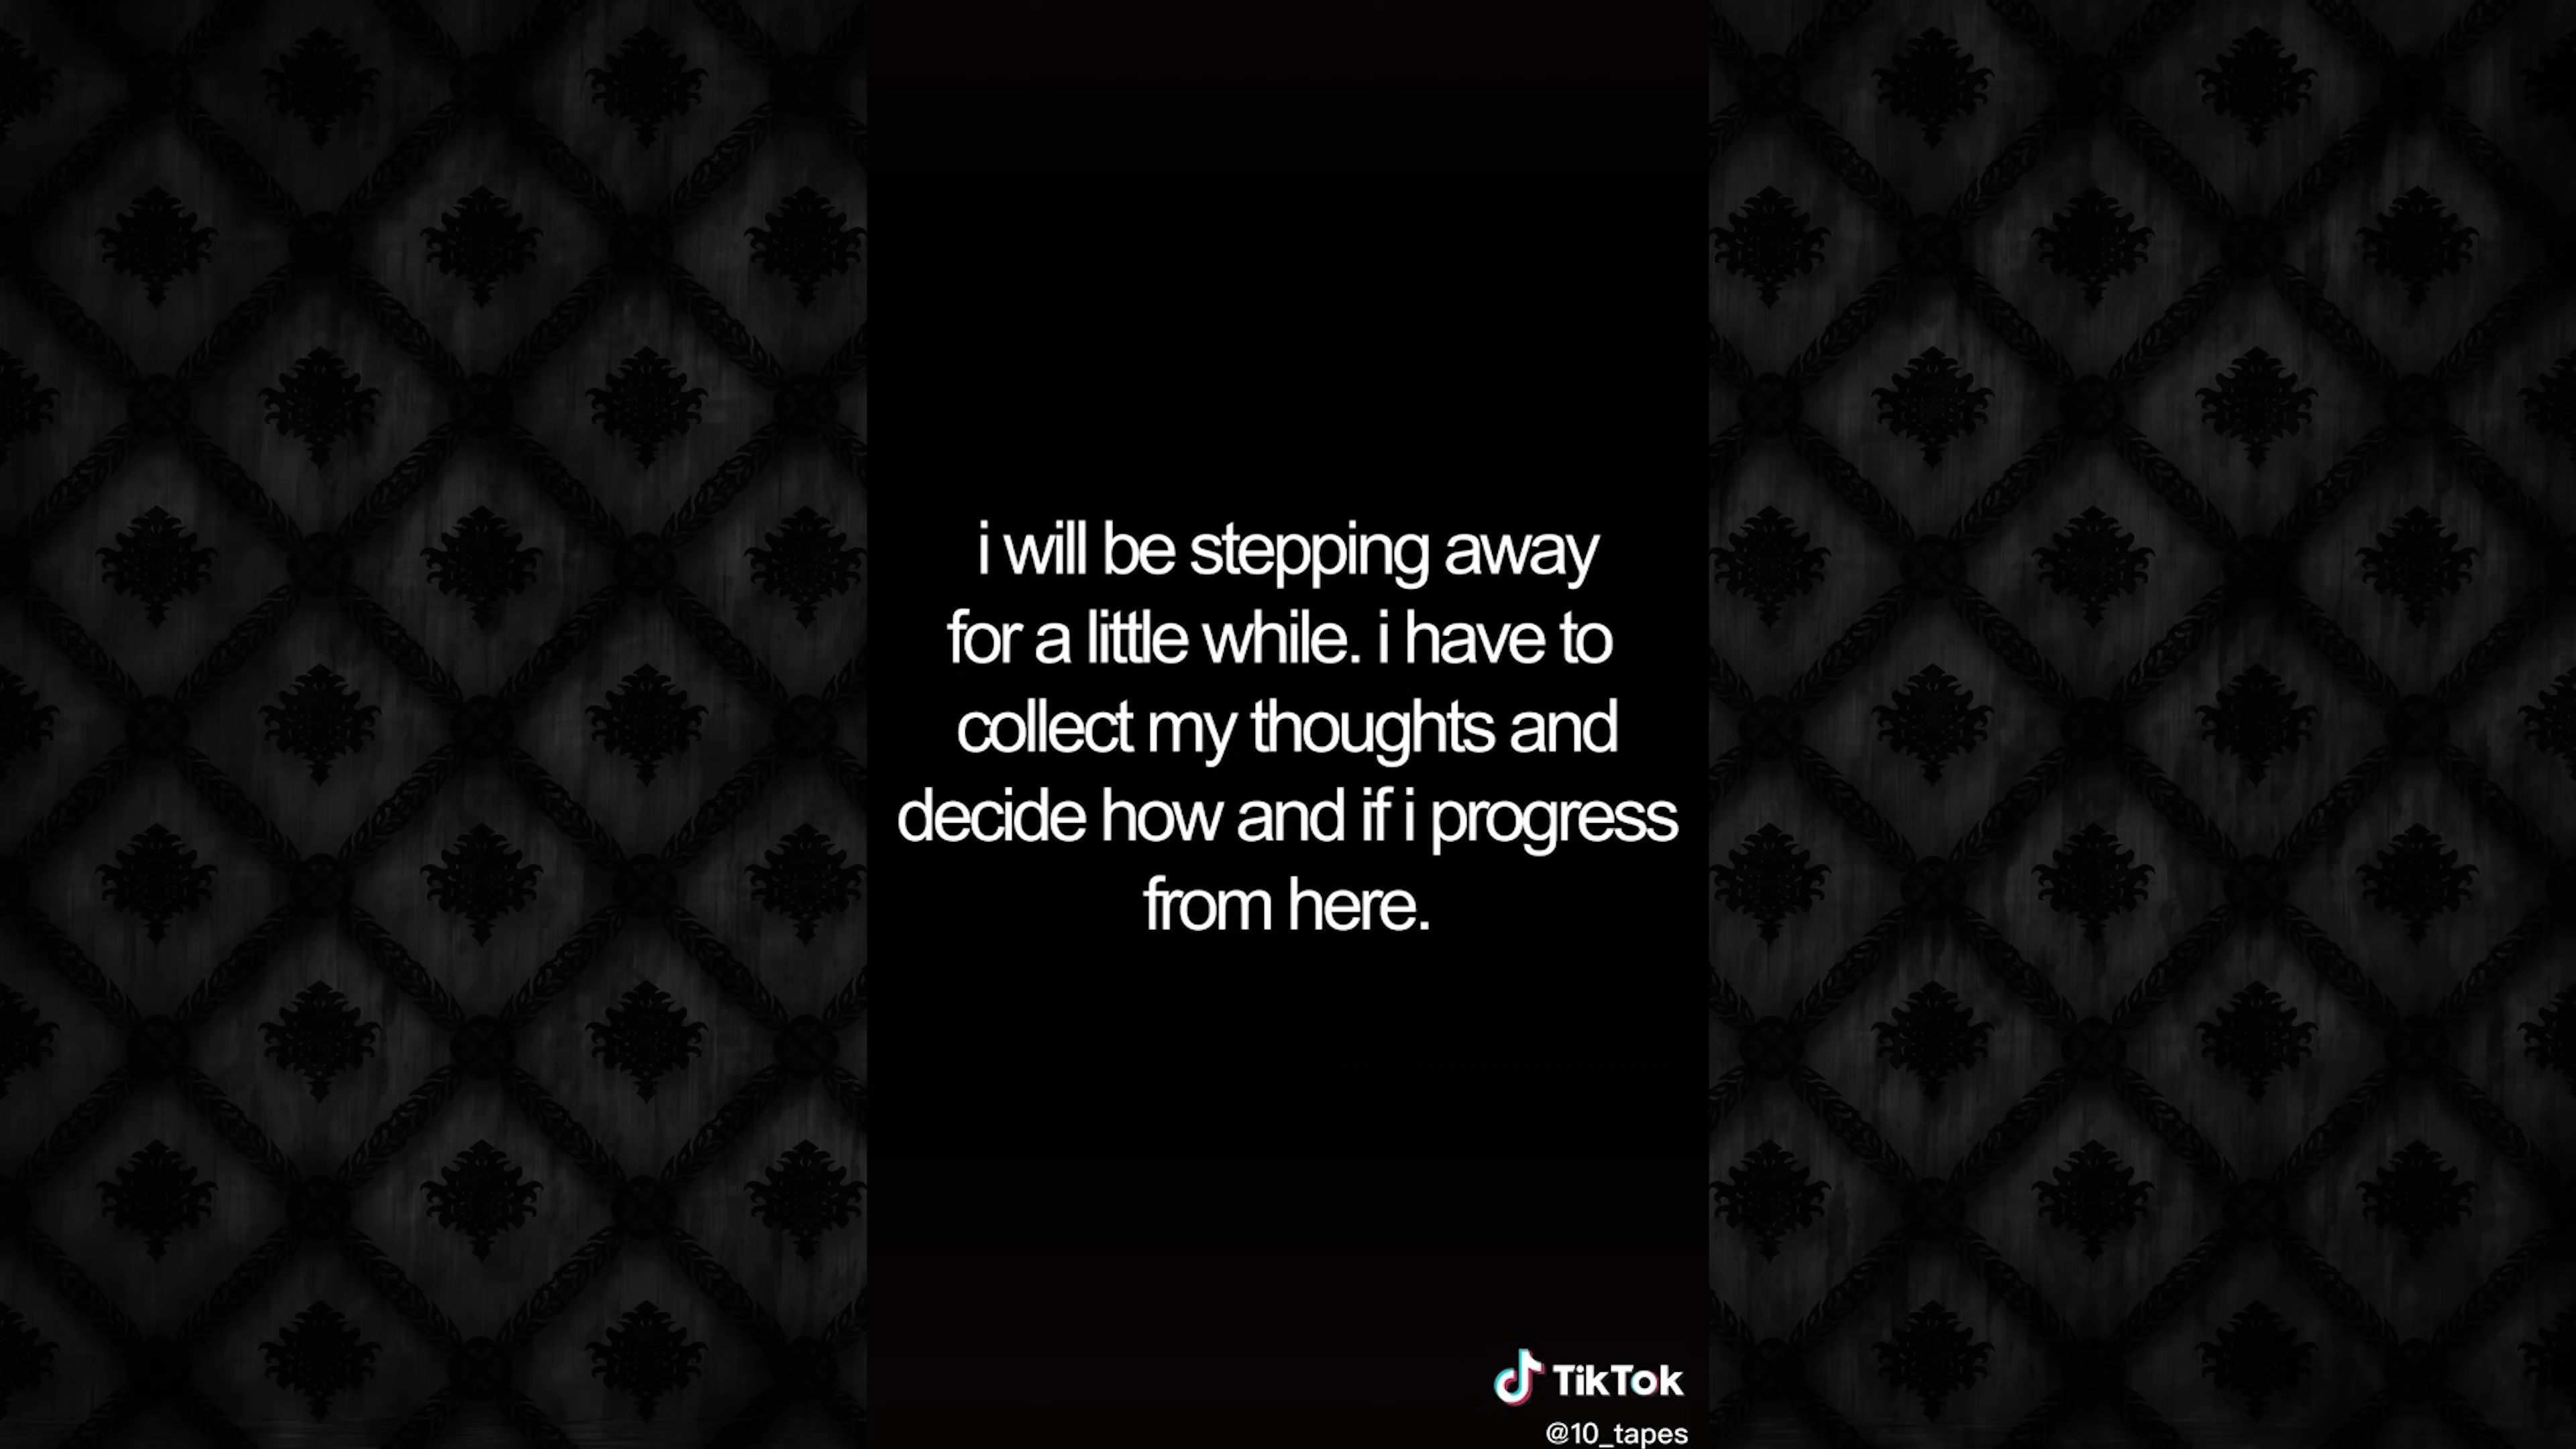 i will be stepping away
for a little while. i have to
collect my thoughts and
decide how and if i progress
from here.
TikTok
@10_tapes